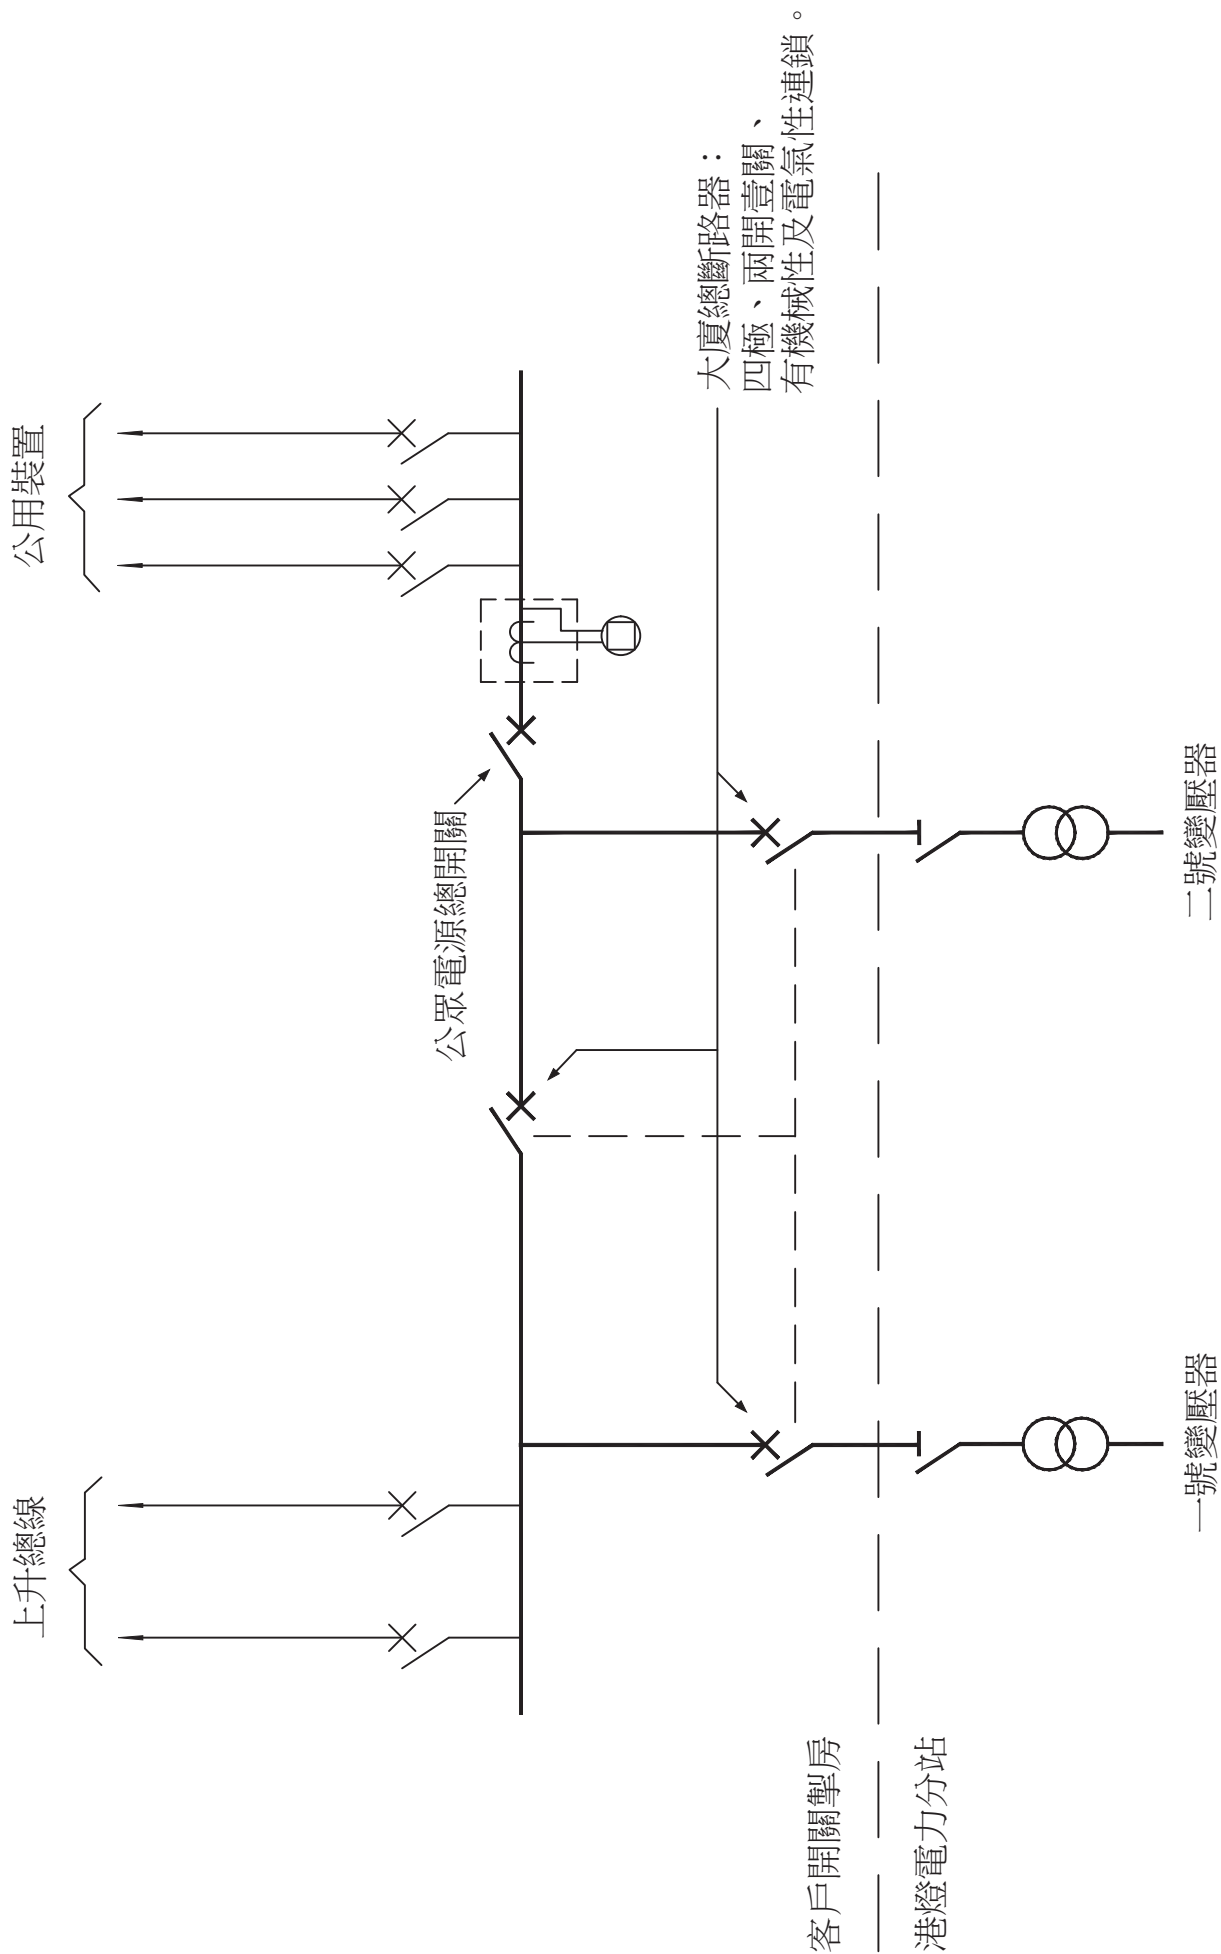 上升總線
公用裝置
公眾電源總開關
大廈總斷路器：
四極、兩開壹關、
有機械性及電氣性連鎖。
客戶開關掣房
港燈電力分站
一號變壓器
二號變壓器